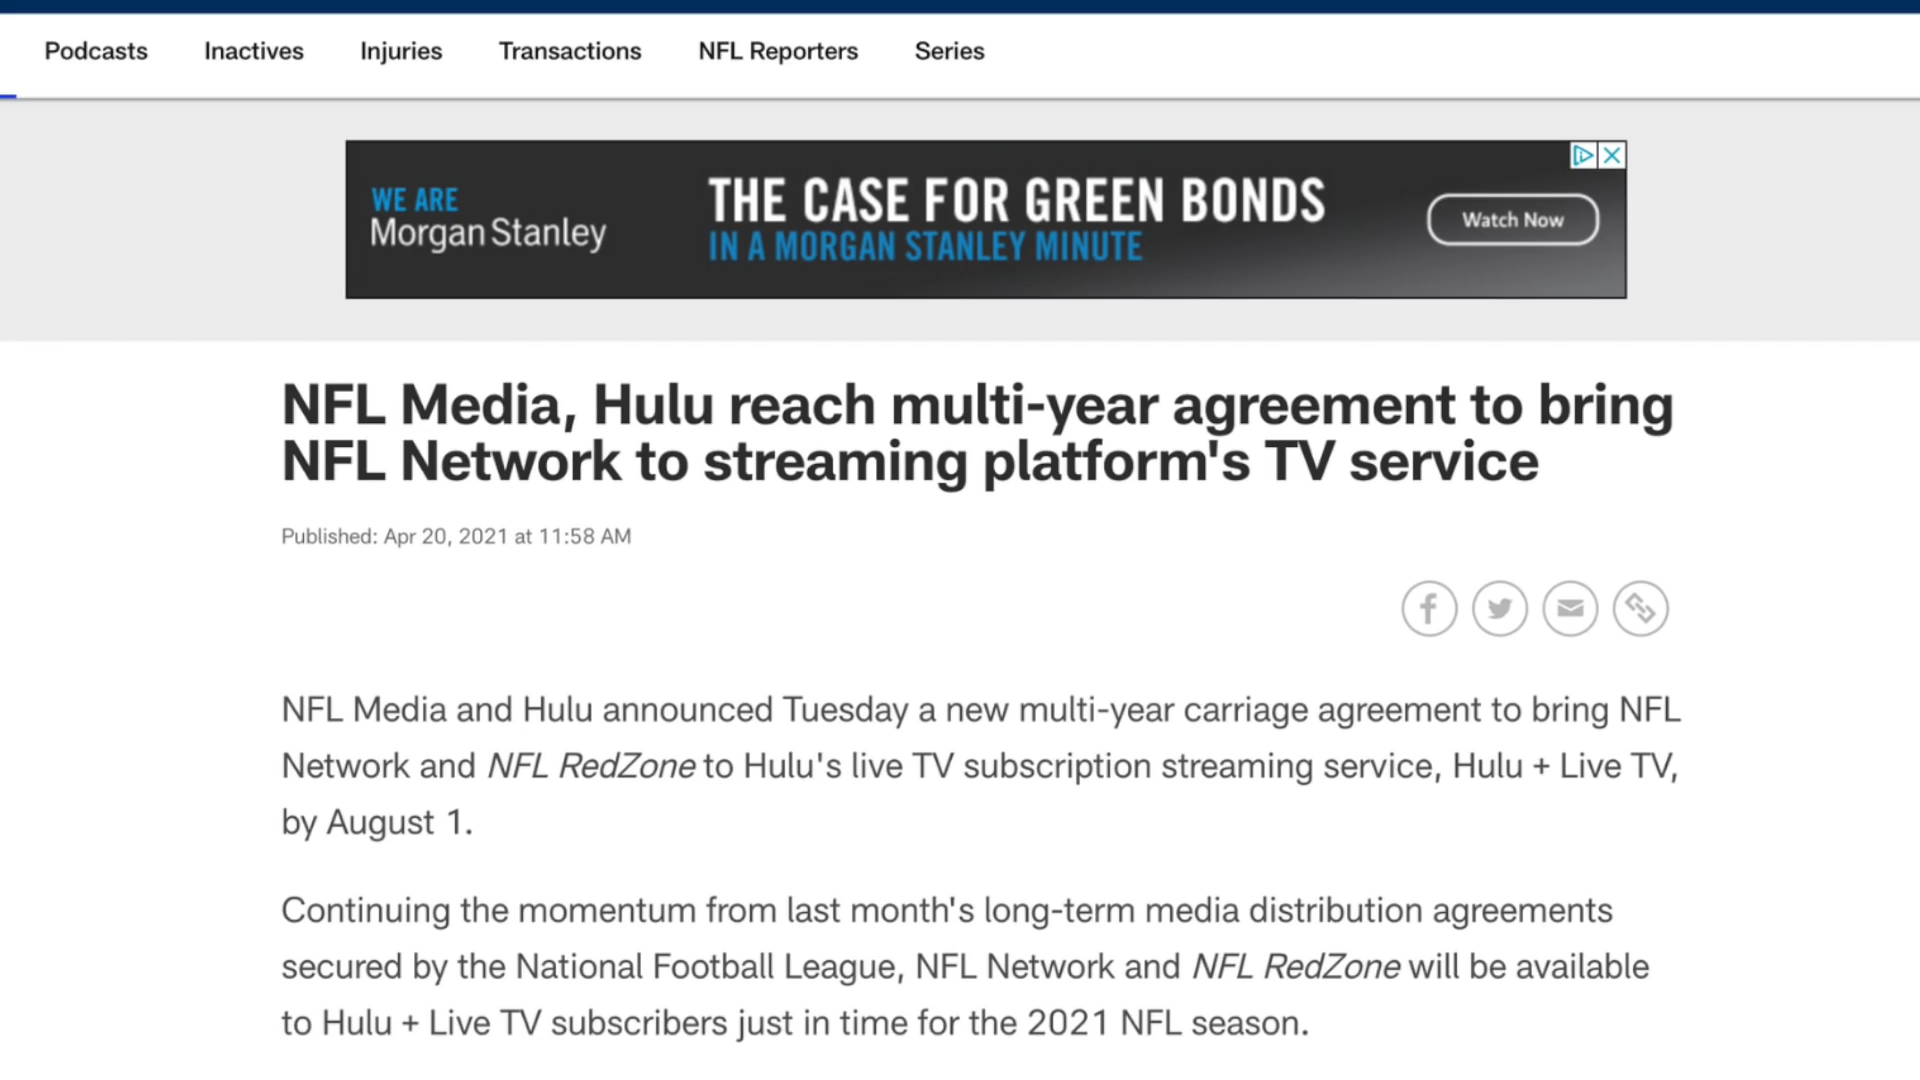 Podcasts Inactives Injuries Transactions NFL Reporters Series
WE ARE
Morgan Stanley
THE CASE FOR GREEN BONDS
IN A MORGAN STANLEY MINUTE
Watch Now
NFL Media, Hulu reach multi-year agreement to bring
NFL Network to streaming platform's TV service
Published: Apr 20, 2021 at 11:58 AM
NFL Media and Hulu announced Tuesday a new multi-year carriage agreement to bring NFL
Network and NFL RedZone to Hulu's live TV subscription streaming service, Hulu + Live TV,
by August 1.
Continuing the momentum from last month's long-term media distribution agreements
secured by the National Football League, NFL Network and NFL RedZone will be available
to Hulu + Live TV subscribers just in time for the 2021 NFL season.